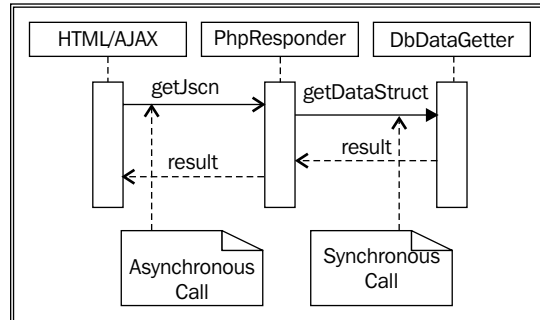 HTML/AJAX
PhpResponder
DbDataGetter
getJscn
getDataStruct
result
result
Asynchronous
Call
Synchronous
Call